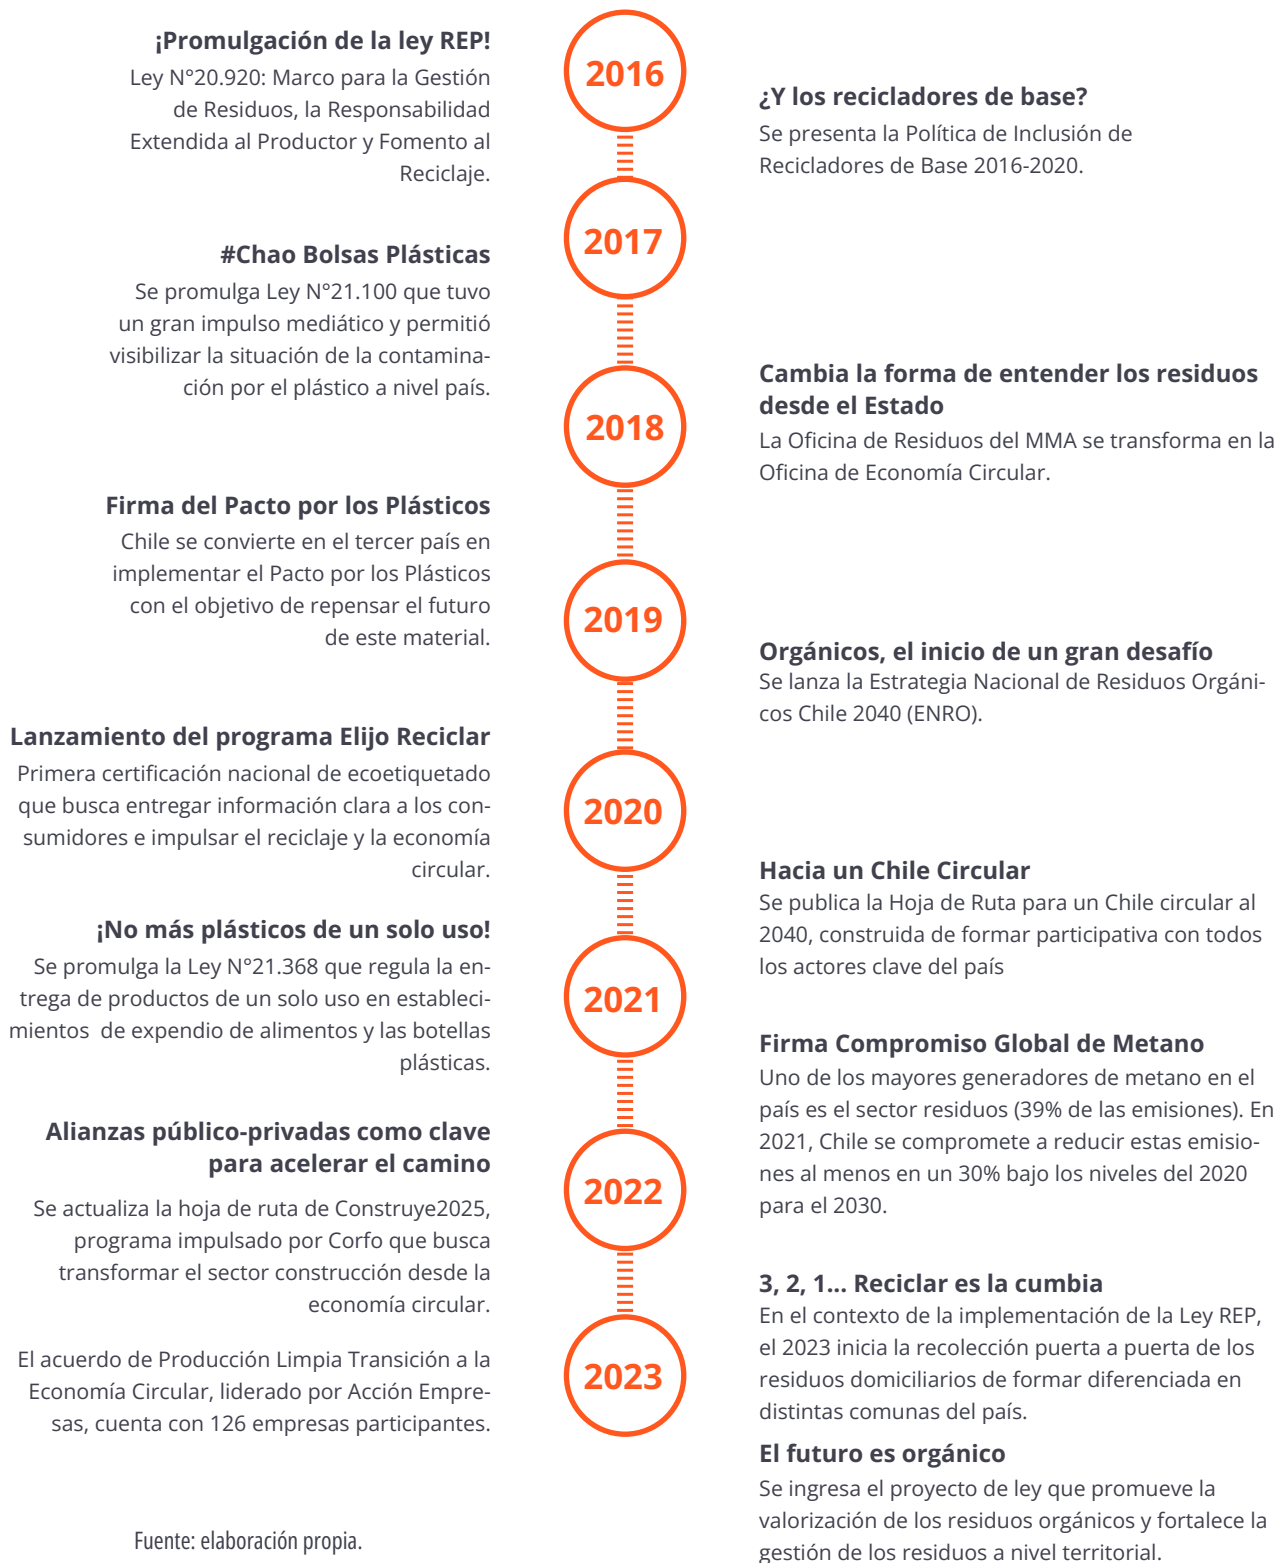 ¡Promulgación de la ley REP!
Ley N°20.920: Marco para la Gestión
de Residuos, la Responsabilidad
Extendida al Productor y Fomento al
Reciclaje.
2016
¿Y los recicladores de base?
Se presenta la Política de Inclusión de
Recicladores de Base 2016-2020.
2017
#Chao Bolsas Plásticas
Se promulga Ley N°21.100 que tuvo
un gran impulso mediático y permitió
visibilizar la situación de la contamina-
ción por el plástico a nivel país.
2018
Cambia la forma de entender los residuos
desde el Estado
La Oficina de Residuos del MMA se transforma en la
Oficina de Economía Circular.
Firma del Pacto por los Plásticos
Chile se convierte en el tercer país en
implementar el Pacto por los Plásticos
con el objetivo de repensar el futuro
de este material.
2019
Orgánicos, el inicio de un gran desafío
Se lanza la Estrategia Nacional de Residuos Orgáni-
cos Chile 2040 (ENRO).
Lanzamiento del programa Elijo Reciclar
Primera certificación nacional de ecoetiquetado
que busca entregar información clara a los con-
sumidores e impulsar el reciclaje y la economía
circular.
2020
Hacia un Chile Circular
Se publica la Hoja de Ruta para un Chile circular al
2040, construida de formar participativa con todos
los actores clave del país
¡No más plásticos de un solo uso!
Se promulga la Ley N°21.368 que regula la en-
trega de productos de un solo uso en estableci-
mientos de expendio de alimentos y las botellas
plásticas.
2021
Firma Compromiso Global de Metano
Uno de los mayores generadores de metano en el
país es el sector residuos (39% de las emisiones). En
2021, Chile se compromete a reducir estas emisio-
nes al menos en un 30% bajo los niveles del 2020
para el 2030.
Alianzas público-privadas como clave
para acelerar el camino
Se actualiza la hoja de ruta de Construye2025,
programa impulsado por Corfo que busca
transformar el sector construcción desde la
economía circular.
El acuerdo de Producción Limpia Transición a la
Economía Circular, liderado por Acción Empre-
sas, cuenta con 126 empresas participantes.
2022
3, 2, 1... Reciclar es la cumbia
En el contexto de la implementación de la Ley REP,
el 2023 inicia la recolección puerta a puerta de los
residuos domiciliarios de formar diferenciada en
distintas comunas del país.
2023
El futuro es orgánico
Se ingresa el proyecto de ley que promueve la
valorización de los residuos orgánicos y fortalece la
gestión de los residuos a nivel territorial.
Fuente: elaboración propia.